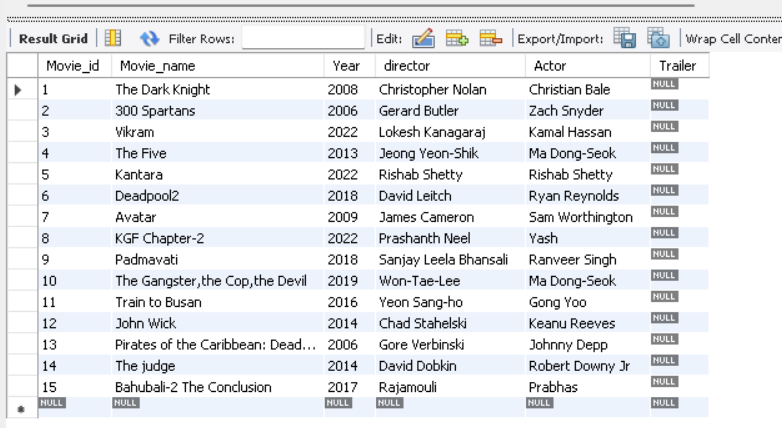 Result Grid Filter Rows: Edit: Export/Import: Wrap Cell Conten
Movie_id Movie_name Year director Actor Trailer
1 The Dark Knight 2008 Christopher Nolan Christian Bale NULL
2 300 Spartans 2006 Gerard Butler Zach Snyder NULL
3 Vikram 2022 Lokesh Kanagaraj Kamal Hassan NULL
4 The Five 2013 Jeong Yeon-Shik Ma Dong-Seok NULL
5 Kantara 2022 Rishab Shetty Rishab Shetty NULL
6 Deadpool2 2018 David Leitch Ryan Reynolds NULL
7 Avatar 2009 James Cameron Sam Worthington NULL
8 KGF Chapter-2 2022 Prashanth Neel Yash NULL
9 Padmavati 2018 Sanjay Leela Bhansali Ranveer Singh NULL
10 The Gangster,the Cop,the Devil 2019 Won-Tae-Lee Ma Dong-Seok NULL
11 Train to Busan 2016 Yeon Sang-ho Gong Yoo NULL
12 John Wick 2014 Chad Stahelski Keanu Reeves NULL
13 Pirates of the Caribbean: Dead... 2006 Gore Verbinski Johnny Depp NULL
14 The judge 2014 David Dobkin Robert Downy Jr NULL
15 Bahubali-2 The Conclusion 2017 Rajamouli Prabhas NULL
NULL NULL NULL NULL NULL NULL